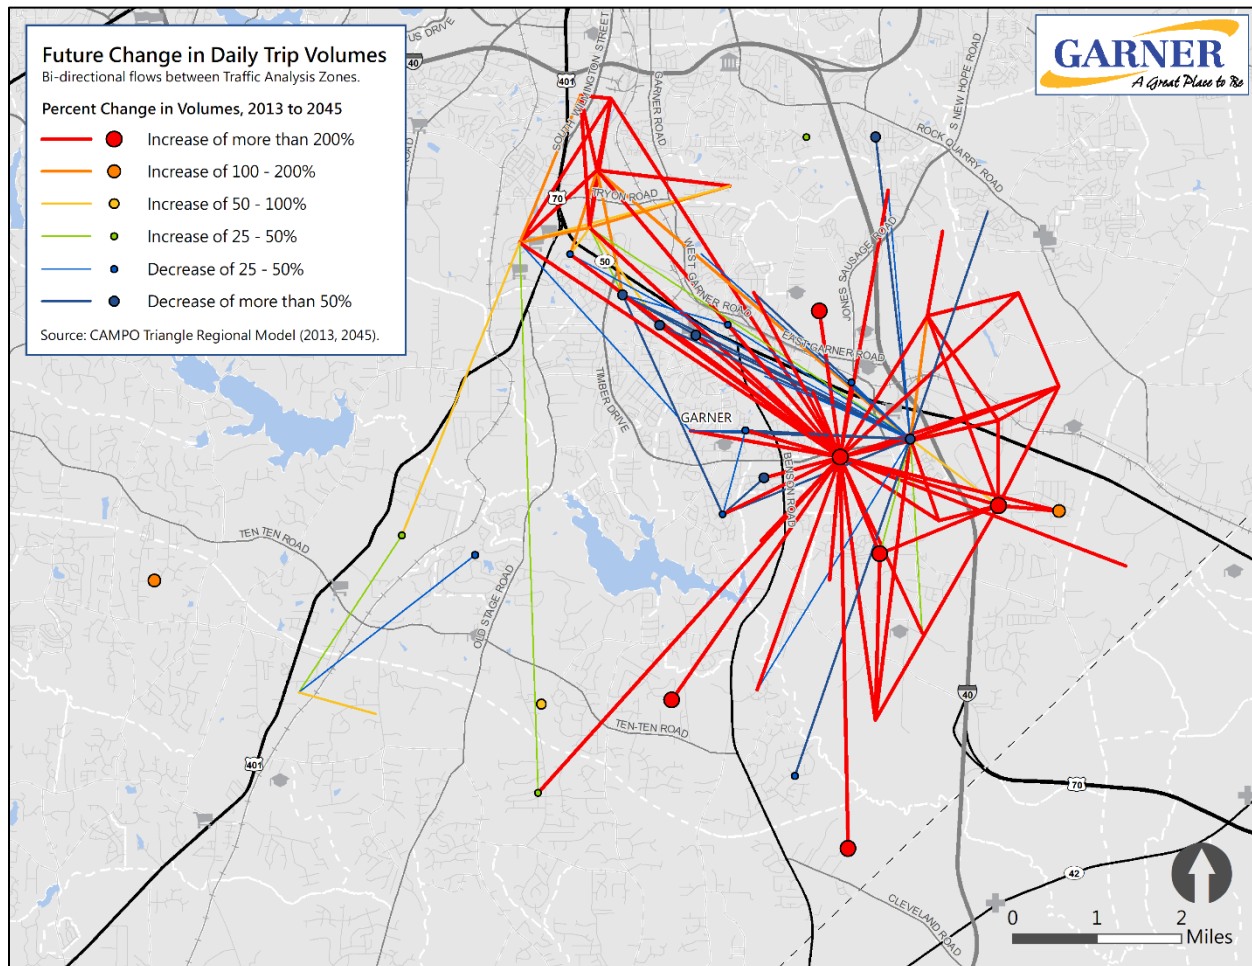 Future Change in Daily Trip Volumes
Bi-directional flows between Traffic Analysis Zones.
Percent Change in Volumes, 2013 to 2045
Increase of more than 200%
Increase of 100 - 200%
Increase of 50 - 100%
Increase of 25 - 50%
Decrease of 25 - 50%
Decrease of more than 50%
Source: CAMPO Triangle Regional Model (2013, 2045).
GARNER
A Great Place to Be
US DRIVE
40
401
SOUTH WILMINGTON STREET
GARNER ROAD
40
S NEW HOPE ROAD
ROCK QUARRY ROAD
ROAD
70
TRYON ROAD
50
WEST GARNER ROAD
JONES SAUSAGE ROAD
EAST GARNER ROAD
TIMBER DRIVE
GARNER
BENSON ROAD
TEN TEN ROAD
OLD STAGE ROAD
TEN-TEN ROAD
40
401
70
42
CLEVELAND ROAD
0 1 2
Miles